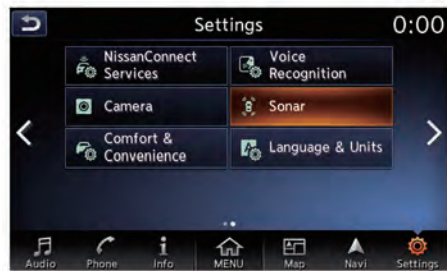 Settings
0:00
NissanConnect
Services
Voice
Recognition
Camera
Sonar
Comfort &
Convenience
Language & Units
Audio
Phone
Info
MENU
Map
Navi
Settings